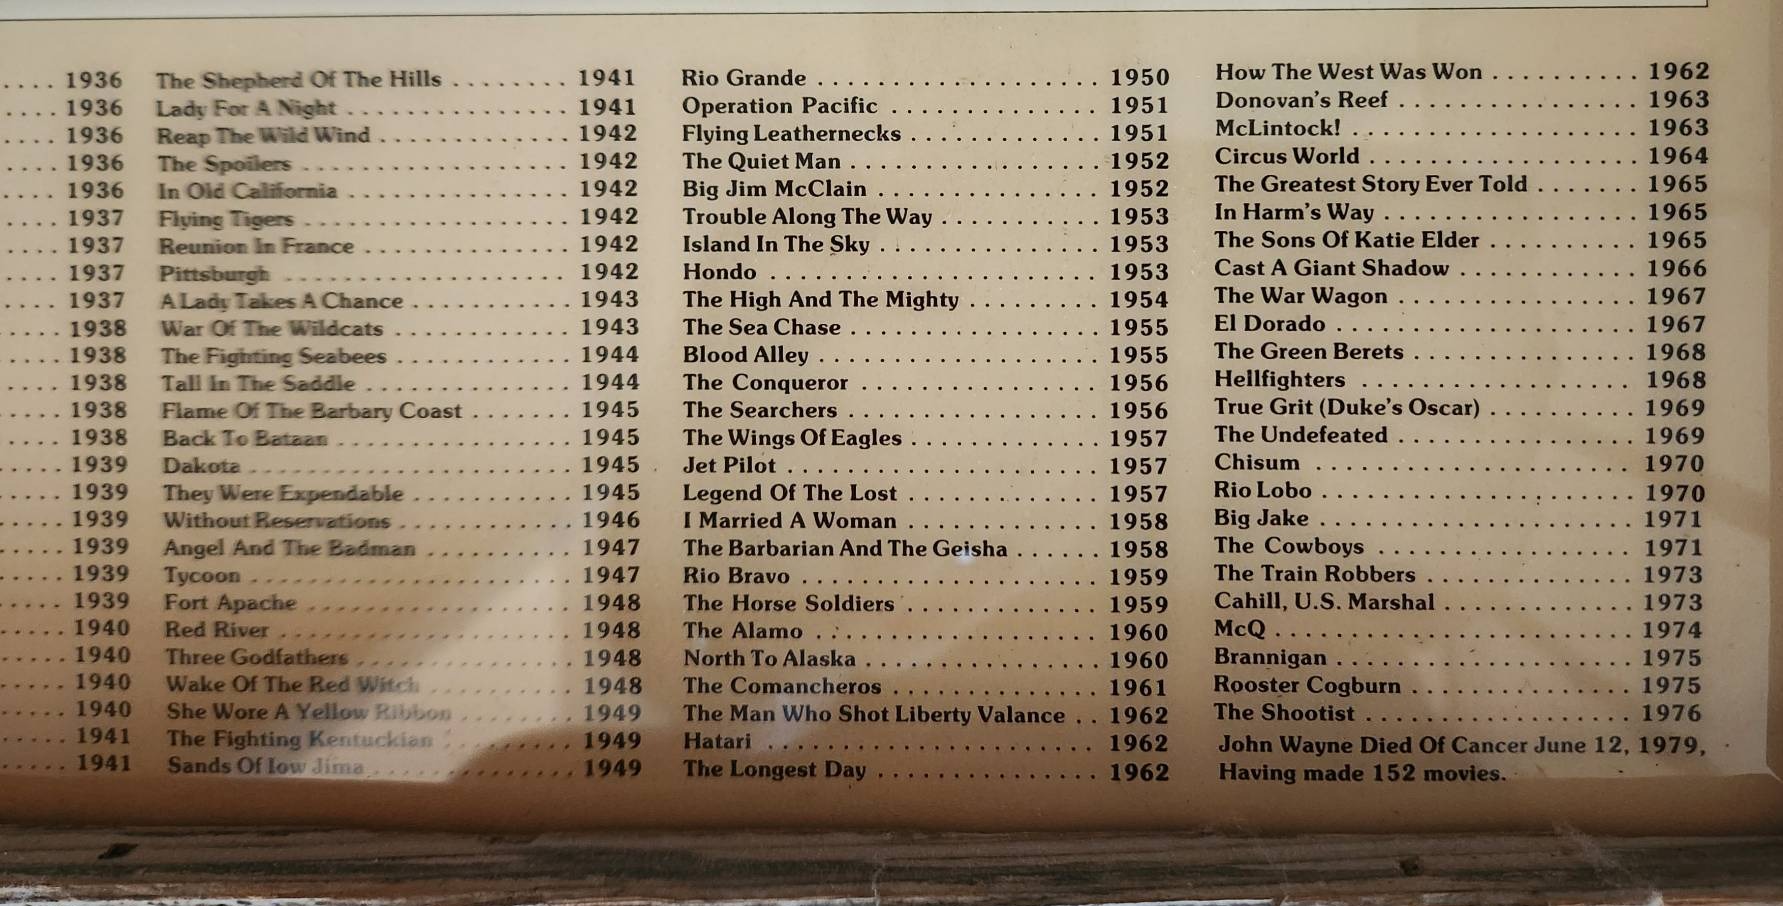 .... 1936
.... 1936
.... 1936
.... 1936
.... 1936
.... 1937
.... 1937
.... 1937
.... 1937
..... 1938
..... 1938
..... 1938
..... 1938
..... 1938
..... 1939
..... 1939
..... 1939
..... 1939
..... 1939
..... 1939
..... 1940
..... 1940
..... 1940
..... 1940
..... 1941
..... 1941
The Shepherd Of The Hills ........ 1941
Lady For A Night ............... 1941
Reap The Wild Wind ............. 1942
The Spoilers .................. 1942
In Old California ............... 1942
Flying Tigers .................. 1942
Reunion In France .............. 1942
Pittsburgh ................... 1942
A Lady Takes A Chance ........... 1943
War Of The Wildcats ............ 1943
The Fighting Seabees ............ 1944
Tall In The Saddle .............. 1944
Flame Of The Barbary Coast ....... 1945
Back To Bataan ................ 1945
Dakota ...................... 1945
They Were Expendable ........... 1945
Without Reservations ............ 1946
Angel And The Badman .......... 1947
Tycoon ...................... 1947
Fort Apache .................. 1948
Red River .................... 1948
Three Godfathers ............... 1948
Wake Of The Red Witch .......... 1948
She Wore A Yellow Ribbon ........ 1949
The Fighting Kentuckian ......... 1949
Sands Of Iow Jima .............. 1949
Rio Grande ................... 1950
Operation Pacific .............. 1951
Flying Leathernecks ............. 1951
The Quiet Man ................. 1952
Big Jim McClain ............... 1952
Trouble Along The Way ........... 1953
Island In The Sky ............... 1953
Hondo ...................... 1953
The High And The Mighty ......... 1954
The Sea Chase ................. 1955
Blood Alley ................... 1955
The Conqueror ................ 1956
The Searchers ................. 1956
The Wings Of Eagles ............. 1957
Jet Pilot ..................... 1957
Legend Of The Lost ............. 1957
I Married A Woman ............. 1958
The Barbarian And The Geisha ...... 1958
Rio Bravo .................... 1959
The Horse Soldiers ............. 1959
The Alamo ................... 1960
North To Alaska ................ 1960
The Comancheros .............. 1961
The Man Who Shot Liberty Valance .. 1962
Hatari ...................... 1962
The Longest Day ............... 1962
How The West Was Won .......... 1962
Donovan's Reef ................ 1963
McLintock! ................... 1963
Circus World .................. 1964
The Greatest Story Ever Told ....... 1965
In Harm's Way ................. 1965
The Sons Of Katie Elder .......... 1965
Cast A Giant Shadow ............ 1966
The War Wagon ................ 1967
El Dorado .................... 1967
The Green Berets ............... 1968
Hellfighters .................. 1968
True Grit (Duke's Oscar) .......... 1969
The Undefeated ................ 1969
Chisum ..................... 1970
Rio Lobo ..................... 1970
Big Jake ..................... 1971
The Cowboys ................. 1971
The Train Robbers .............. 1973
Cahill, U.S. Marshal ............. 1973
McQ ........................ 1974
Brannigan .................... 1975
Rooster Cogburn ............... 1975
The Shootist .................. 1976
John Wayne Died Of Cancer June 12, 1979,
Having made 152 movies.